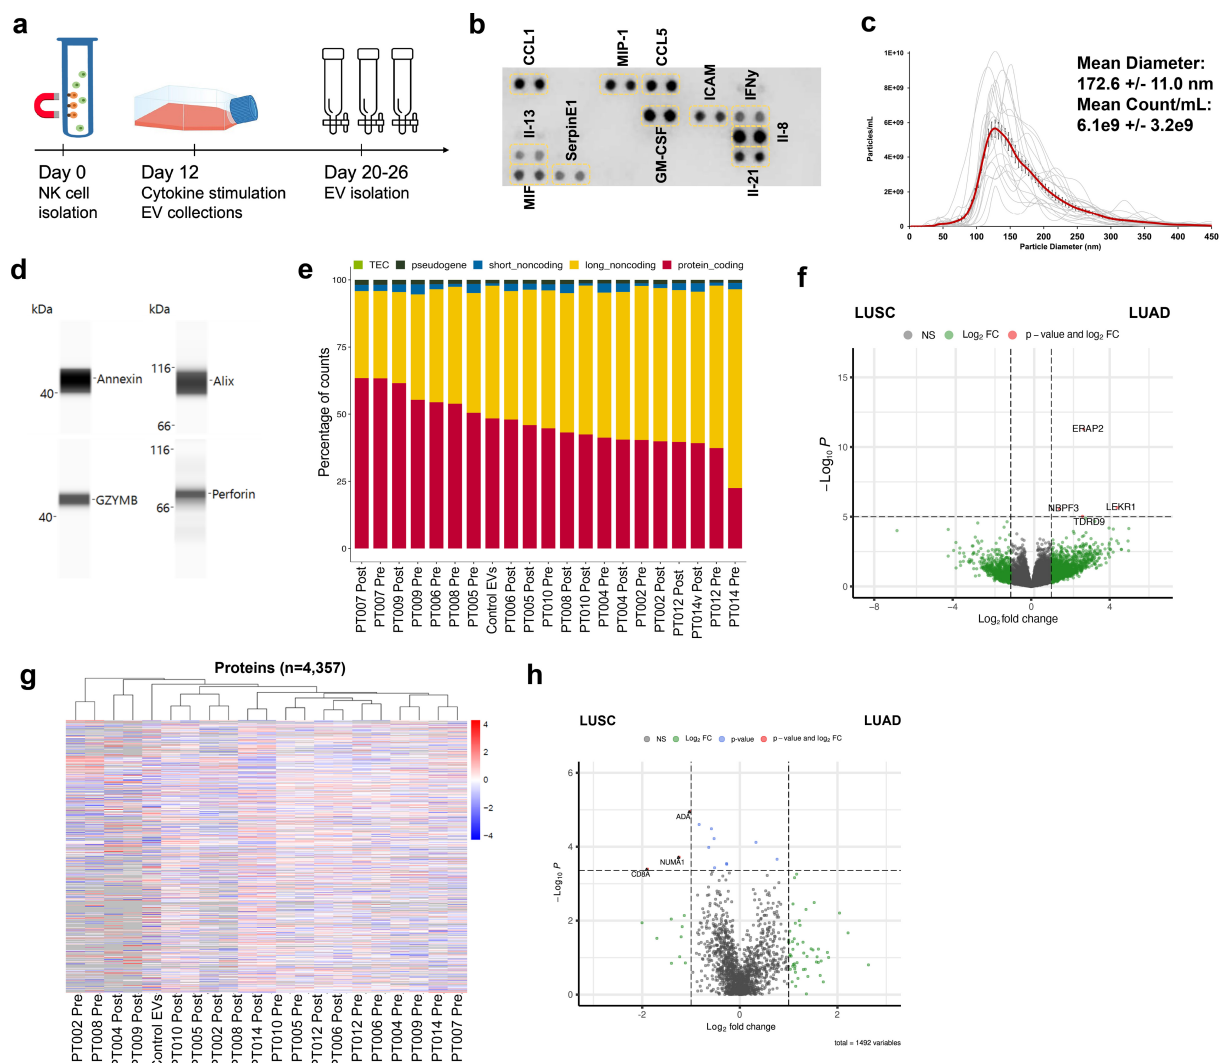 a
Day 0
NK cell
isolation
Day 12
Cytokine stimulation
EV collections
Day 20-26
EV isolation
b
CCL1
MIP-1
CCL5
ICAM
IFNy
Il-13
SerpinE1
GM-CSF
Il-8
MIF
Il-21
c
Mean Diameter:
172.6 +/- 11.0 nm
Mean Count/mL:
6.1e9 +/- 3.2e9
Particles/mL
1E+10
8E+09
6E+09
4E+09
2E+09
0
0
50
100
150
200
250
300
350
400
450
Particle Diameter (nm)
d
kDa
kDa
40-
Annexin
116-
Alix
66-
116-
GZYMB
40-
Perforin
66-
e
TEC
pseudogene
short_noncoding
long_noncoding
protein_coding
Percentage of counts
100
75
50
25
0
PT007 Post
PT007 Pre
PT009 Post
PT009 Pre
PT006 Pre
PT008 Pre
PT005 Pre
Control EVs
PT006 Post
PT005 Post
PT010 Pre
PT008 Post
PT010 Post
PT004 Pre
PT004 Post
PT002 Pre
PT002 Post
PT012 Post
PT014v Post
PT012 Pre
PT014 Pre
f
LUSC
LUAD
NS
Log2 FC
p − value and log2 FC
−Log10 P
15
10
5
0
ERAP2
NBPF3
LEKR1
TDRD9
−8
−4
0
4
Log2 fold change
g
Proteins (n=4,357)
4
2
0
−2
−4
PT002 Pre
PT008 Pre
PT004 Post
PT009 Post
Control EVs
PT010 Post
PT005 Post
PT002 Post
PT008 Post
PT014 Post
PT010 Pre
PT005 Pre
PT012 Post
PT006 Post
PT012 Pre
PT006 Pre
PT004 Pre
PT009 Pre
PT014 Pre
PT007 Pre
h
LUSC
LUAD
NS
Log2 FC
p-value
p − value and log2 FC
−Log10 P
6
4
2
0
ADA
NUMA1
CD8A
-2
0
2
Log2 fold change
total = 1492 variables